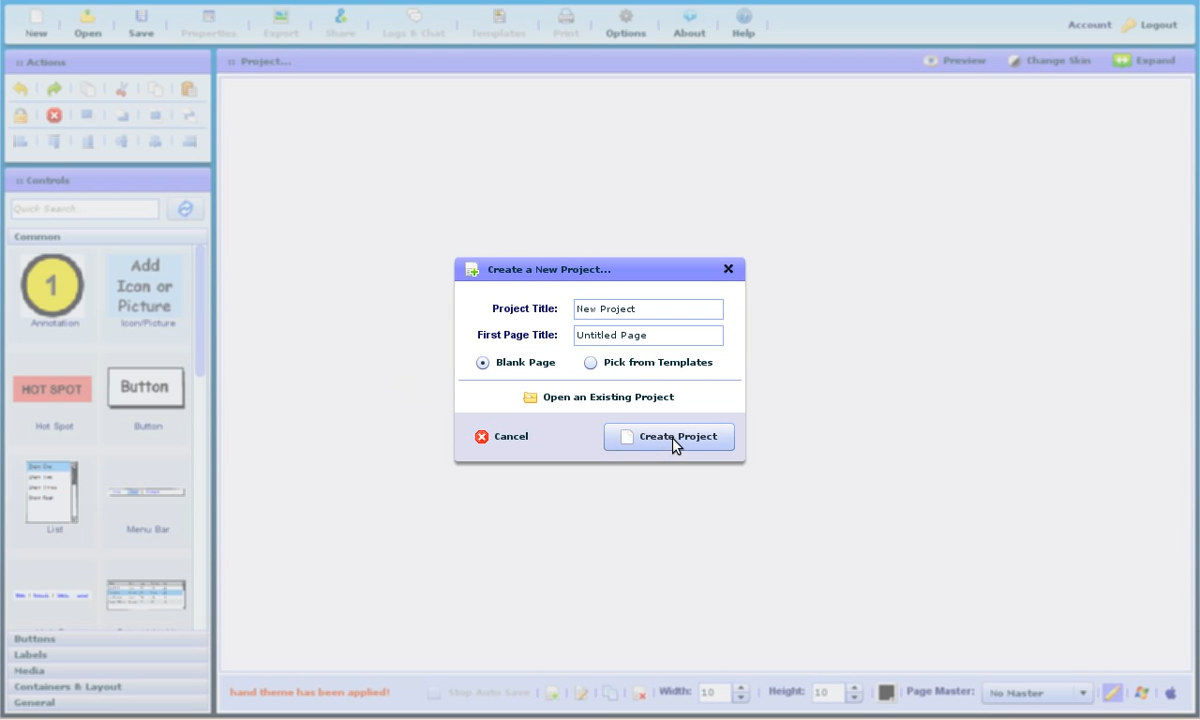 New Open Save Properties Export Share Logs & Chat Templates Print Options About Help Account Logout
:: Actions
:: Project...
Preview Change Skin Expand
:: Controls
Quick Search...
Common
1
Add
Icon or
Picture
Annotation Icon/Picture
HOT SPOT Button
Hot Spot Button
List Menu Bar
Buttons
Labels
Media
Containers & Layout
General
Create a New Project...
Project Title: New Project
First Page Title: Untitled Page
Blank Page Pick from Templates
Open an Existing Project
Cancel Create Project
hand theme has been applied! Stop Auto Save Width: 10 Height: 10 Page Master: No Master